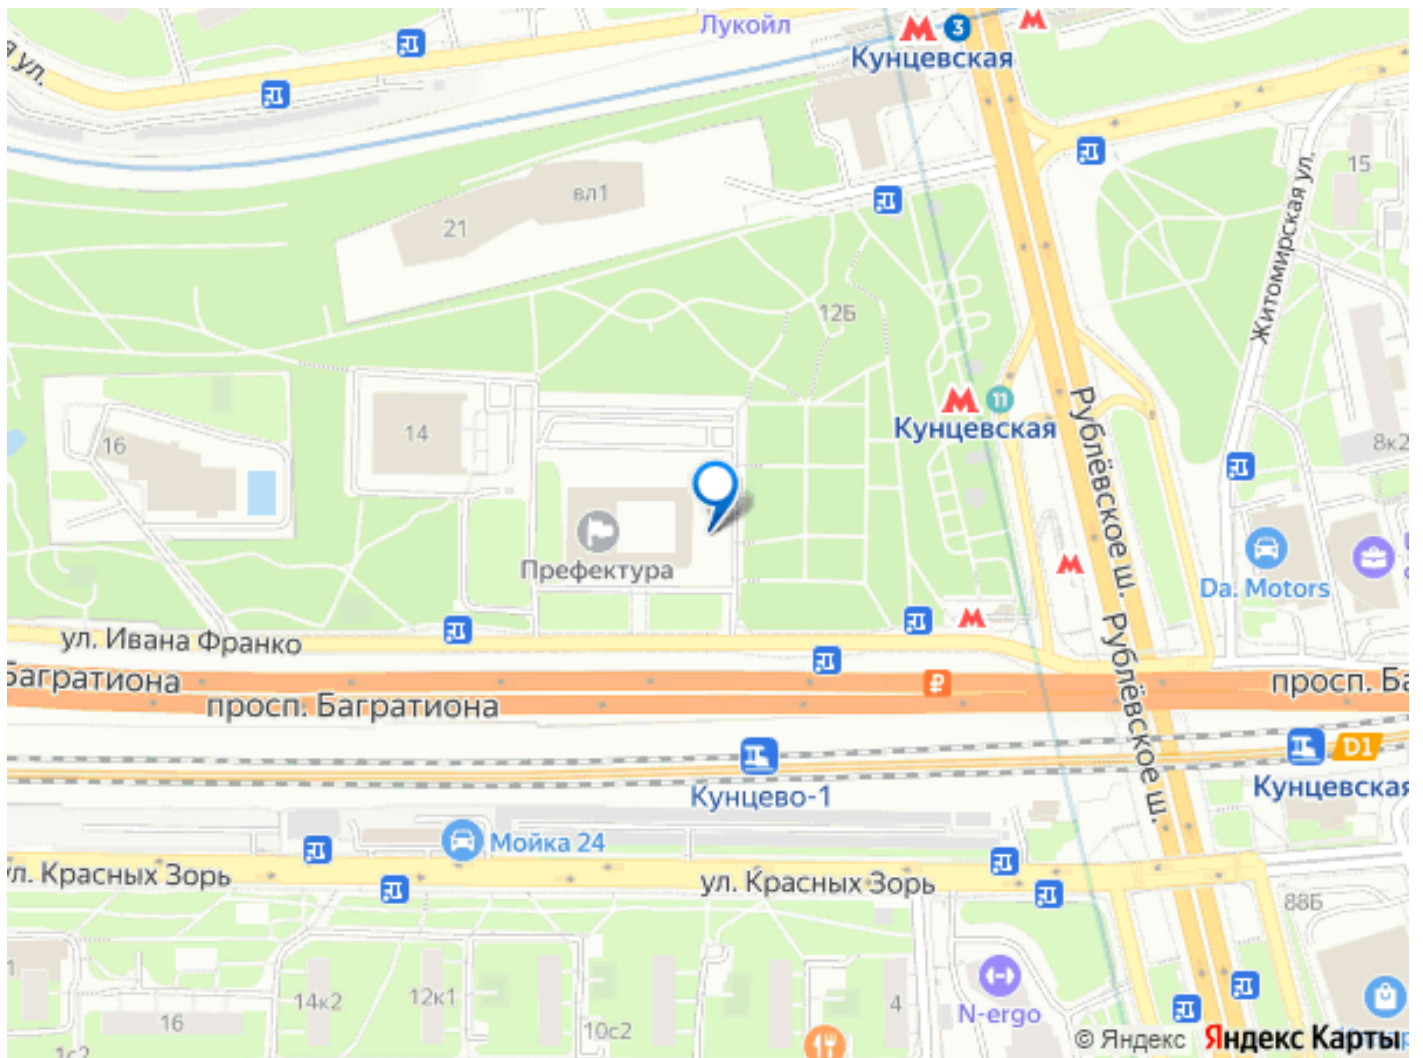 Лукойл
3
Кунцевская
я ул.
15
вл1
21
Житомирская ул.
12Б
11
Кунцевская
Рублёвское ш.
14
16
8к2
Префектура
Da. Motors
ул. Ивана Франко
Рублёвское ш.
Багратиона
просп. Багратиона
₽
просп. Ба
D1
Кунцево-1
Кунцевская
Мойка 24
ул. Красных Зорь
ул. Красных Зорь
88Б
14к2
12к1
4
16
10с2
N-ergo
1с2
© Яндекс Яндекс Карты